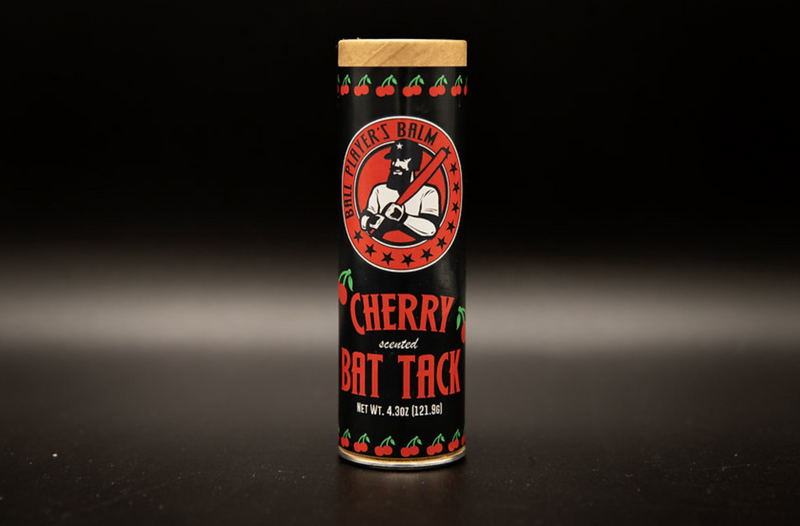 BALL PLAYER'S BALM
CHERRY
scented
BAT TACK
NET WT. 4.3OZ (121.9G)